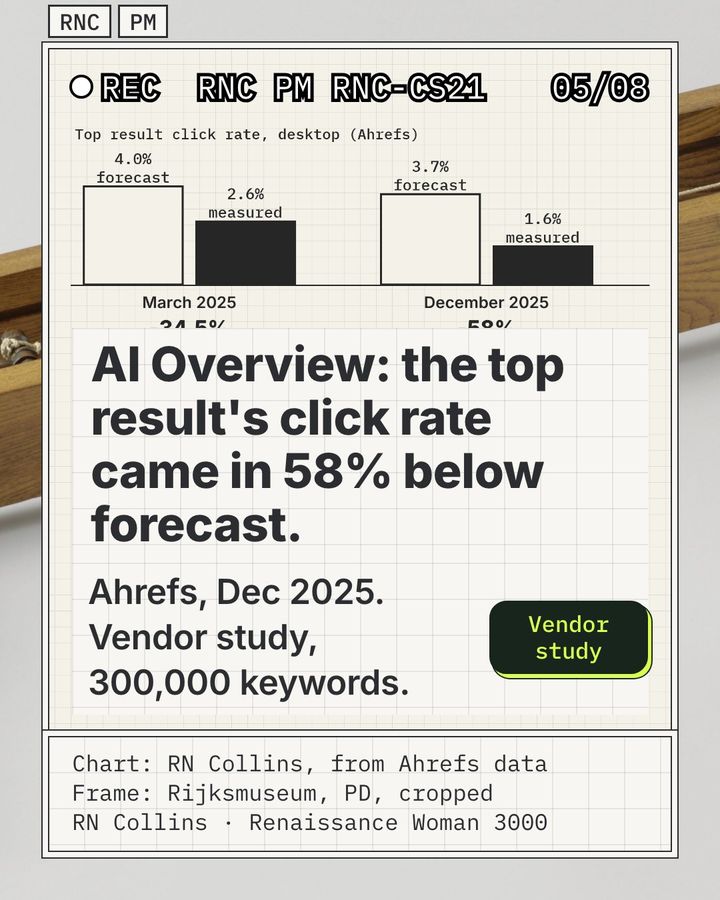 RNC PM
REC RNC PM RNC-CS21 05/08
Top result click rate, desktop (Ahrefs)
4.0% forecast
2.6% measured
3.7% forecast
1.6% measured
March 2025
December 2025
-34.5%
-58%
AI Overview: the top
result's click rate
came in 58% below
forecast.
Ahrefs, Dec 2025.
Vendor study,
300,000 keywords.
Vendor
study
Chart: RN Collins, from Ahrefs data
Frame: Rijksmuseum, PD, cropped
RN Collins · Renaissance Woman 3000